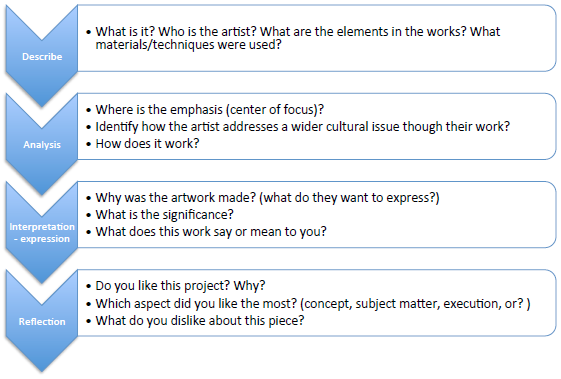 Describe
• What is it? Who is the artist? What are the elements in the works? What
materials/techniques were used?
Analysis
• Where is the emphasis (center of focus)?
• Identify how the artist addresses a wider cultural issue though their work?
• How does it work?
Interpretation
- expression
• Why was the artwork made? (what do they want to express?)
• What is the significance?
• What does this work say or mean to you?
Reflection
• Do you like this project? Why?
• Which aspect did you like the most? (concept, subject matter, execution, or? )
• What do you dislike about this piece?